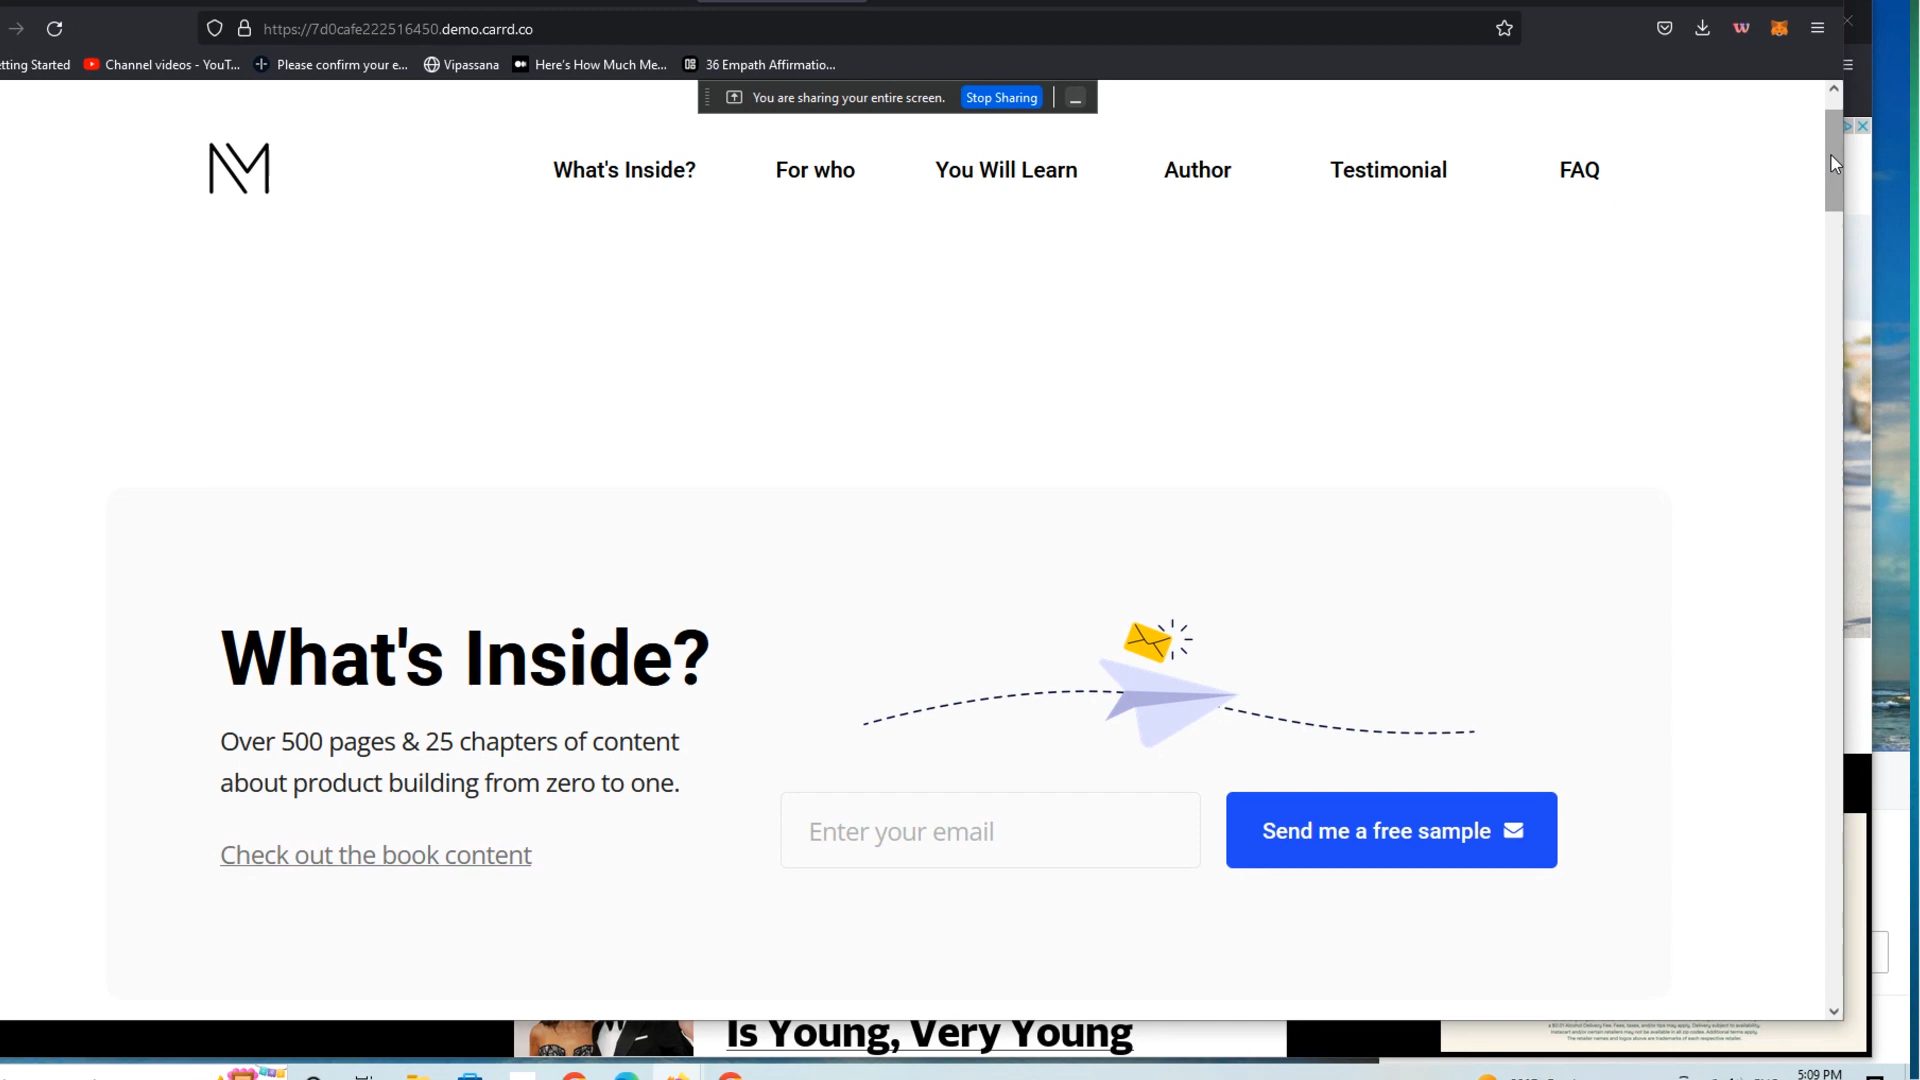 https://7d0cafe222516450.demo.carrd.co
etting Started
Channel videos - YouT...
Please confirm your e...
Vipassana
Here's How Much Me...
36 Empath Affirmatio...
You are sharing your entire screen.
Stop Sharing
What's Inside?
For who
You Will Learn
Author
Testimonial
FAQ
What's Inside?
Over 500 pages & 25 chapters of content
about product building from zero to one.
Check out the book content
Enter your email
Send me a free sample
Is Young, Very Young
5:09 PM